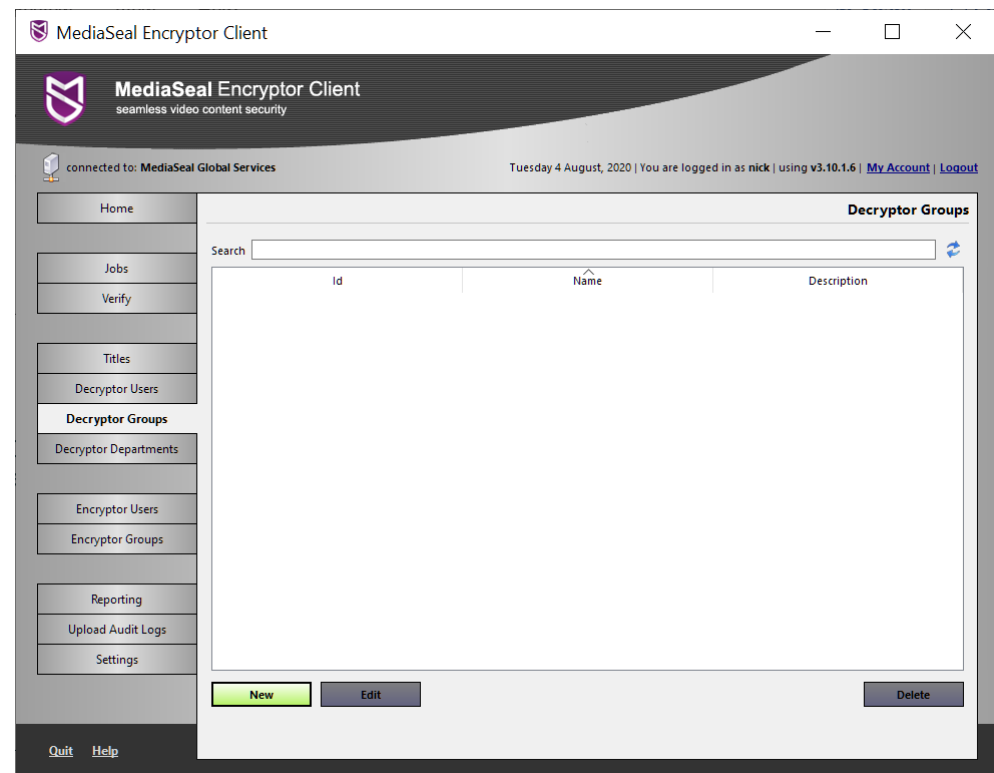 MediaSeal Encryptor Client
MediaSeal Encryptor Client
seamless video content security
connected to: MediaSeal Global Services
Tuesday 4 August, 2020 | You are logged in as nick | using v3.10.1.6 | My Account | Logout
Home
Decryptor Groups
Search
Jobs
Id Name Description
Verify
Titles
Decryptor Users
Decryptor Groups
Decryptor Departments
Encryptor Users
Encryptor Groups
Reporting
Upload Audit Logs
Settings
New Edit Delete
Quit Help